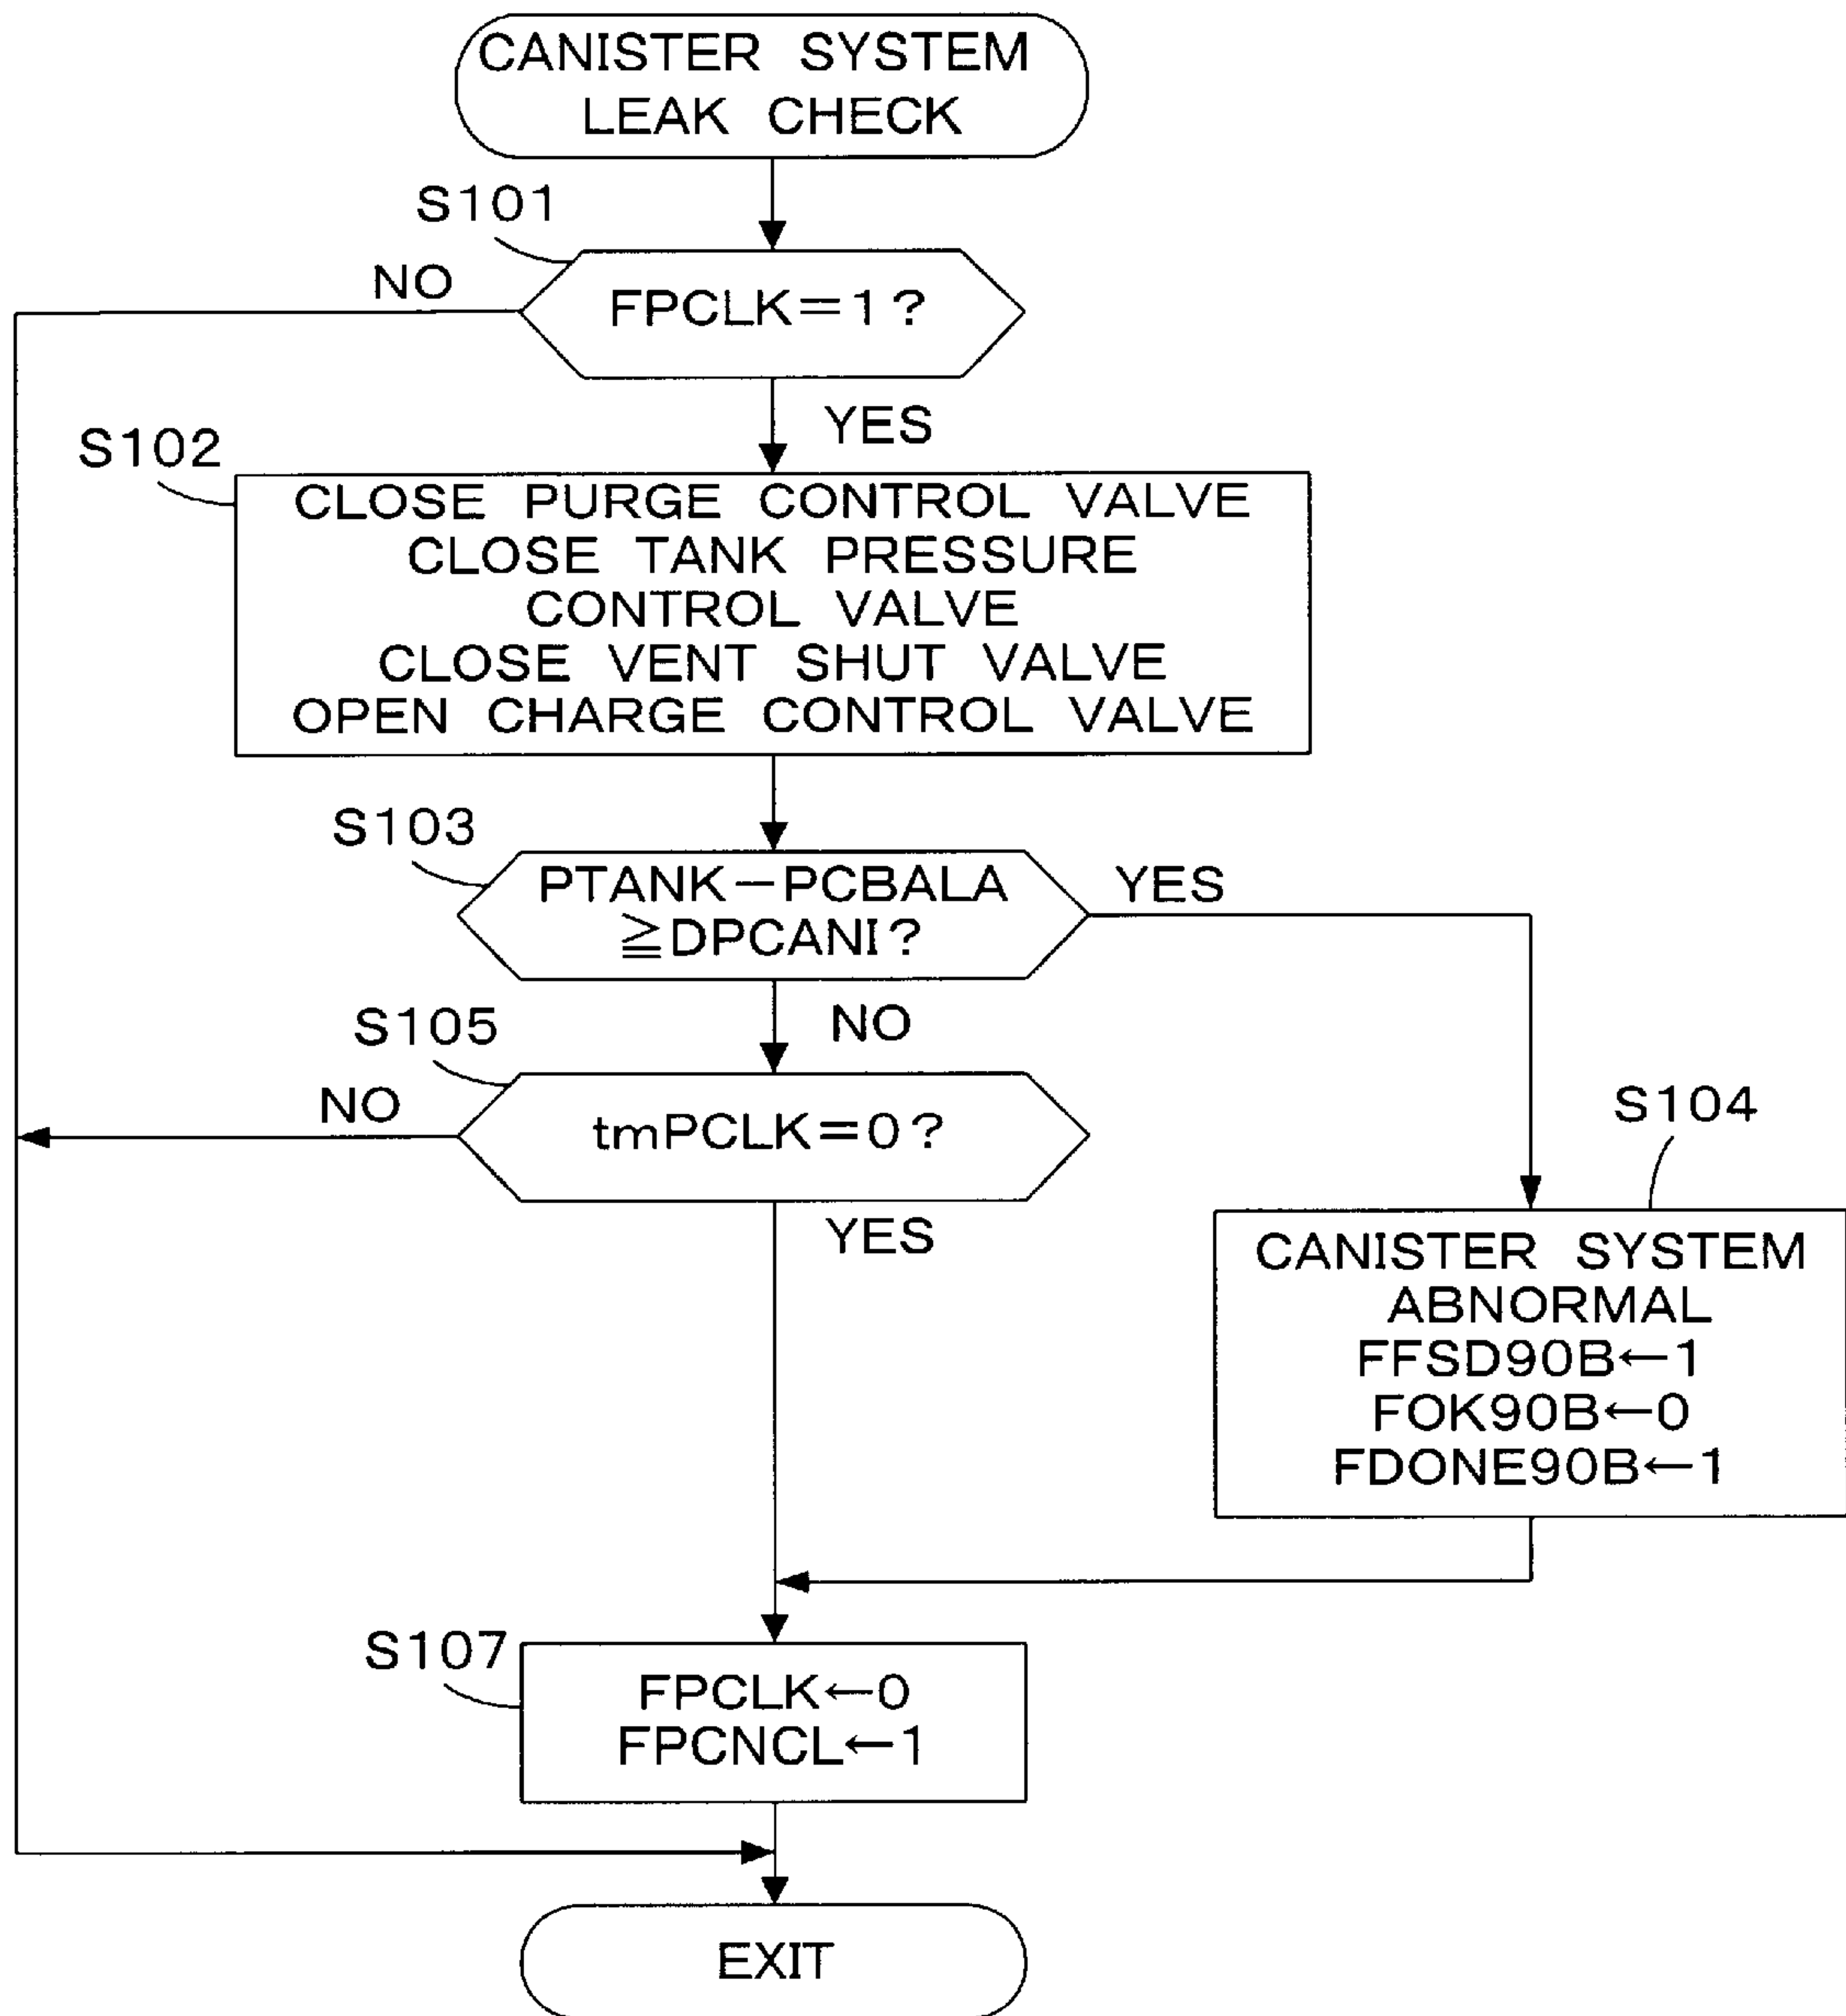 CANISTER SYSTEM
LEAK CHECK
S101
NO
FPCLK=1?
YES
S102
CLOSE PURGE CONTROL VALVE
CLOSE TANK PRESSURE
CONTROL VALVE
CLOSE VENT SHUT VALVE
OPEN CHARGE CONTROL VALVE
S103
PTANK-PCBALA
≧DPCANI?
YES
NO
S105
NO
tmPCLK=0?
YES
S104
CANISTER SYSTEM
ABNORMAL
FFSD90B←1
FOK90B←0
FDONE90B←1
S107
FPCLK←0
FPCNCL←1
EXIT